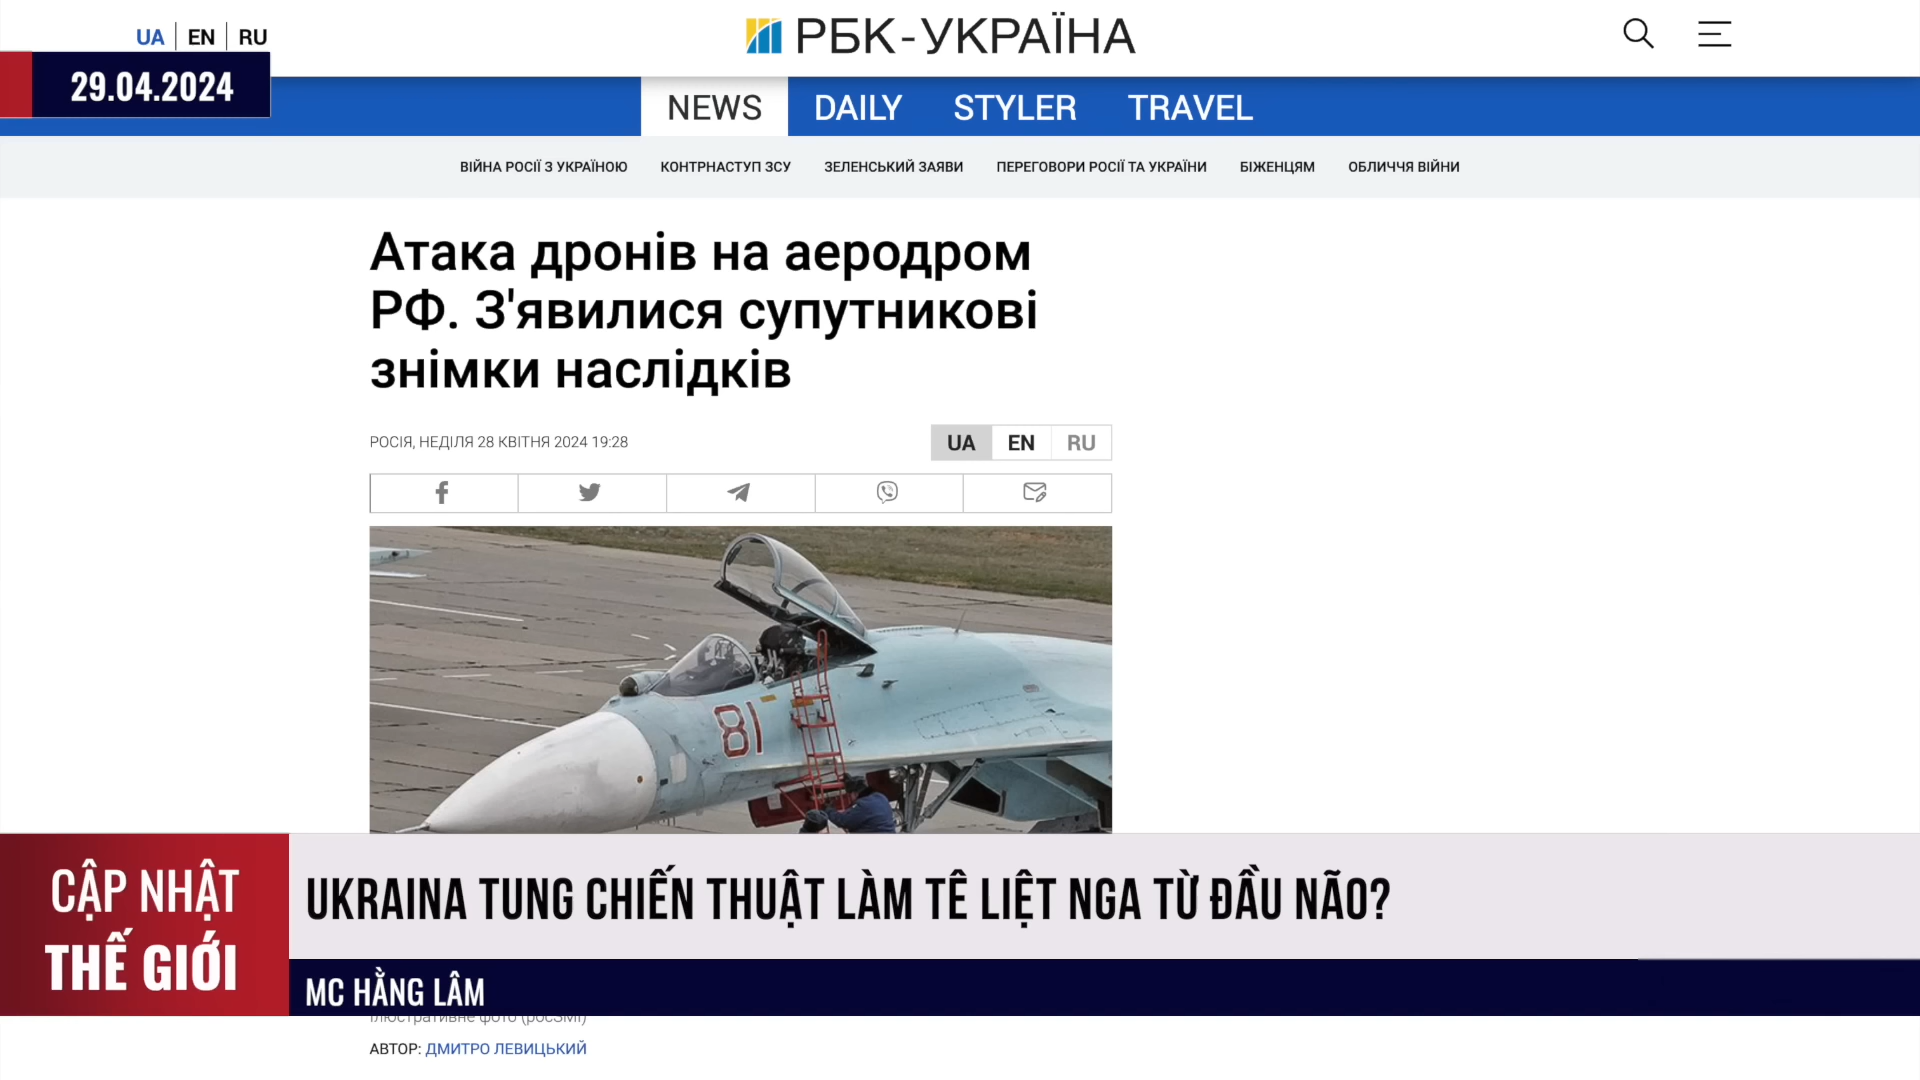 UA EN RU
РБК-УКРАЇНА
29.04.2024
NEWS DAILY STYLER TRAVEL
ВІЙНА РОСІЇ З УКРАЇНОЮ КОНТРНАСТУП ЗСУ ЗЕЛЕНСЬКИЙ ЗАЯВИ ПЕРЕГОВОРИ РОСІЇ ТА УКРАЇНИ БІЖЕНЦЯМ ОБЛИЧЧЯ ВІЙНИ
Атака дронів на аеродром
РФ. З'явилися супутникові
знімки наслідків
РОСІЯ, НЕДІЛЯ 28 КВІТНЯ 2024 19:28
UA EN RU
81
CẬP NHẬT
THẾ GIỚI
UKRAINA TUNG CHIẾN THUẬT LÀM TÊ LIỆT NGA TỪ ĐẦU NÃO?
MC HẰNG LÂM
Ілюстративне фото (росЗМІ)
АВТОР: ДМИТРО ЛЕВИЦЬКИЙ